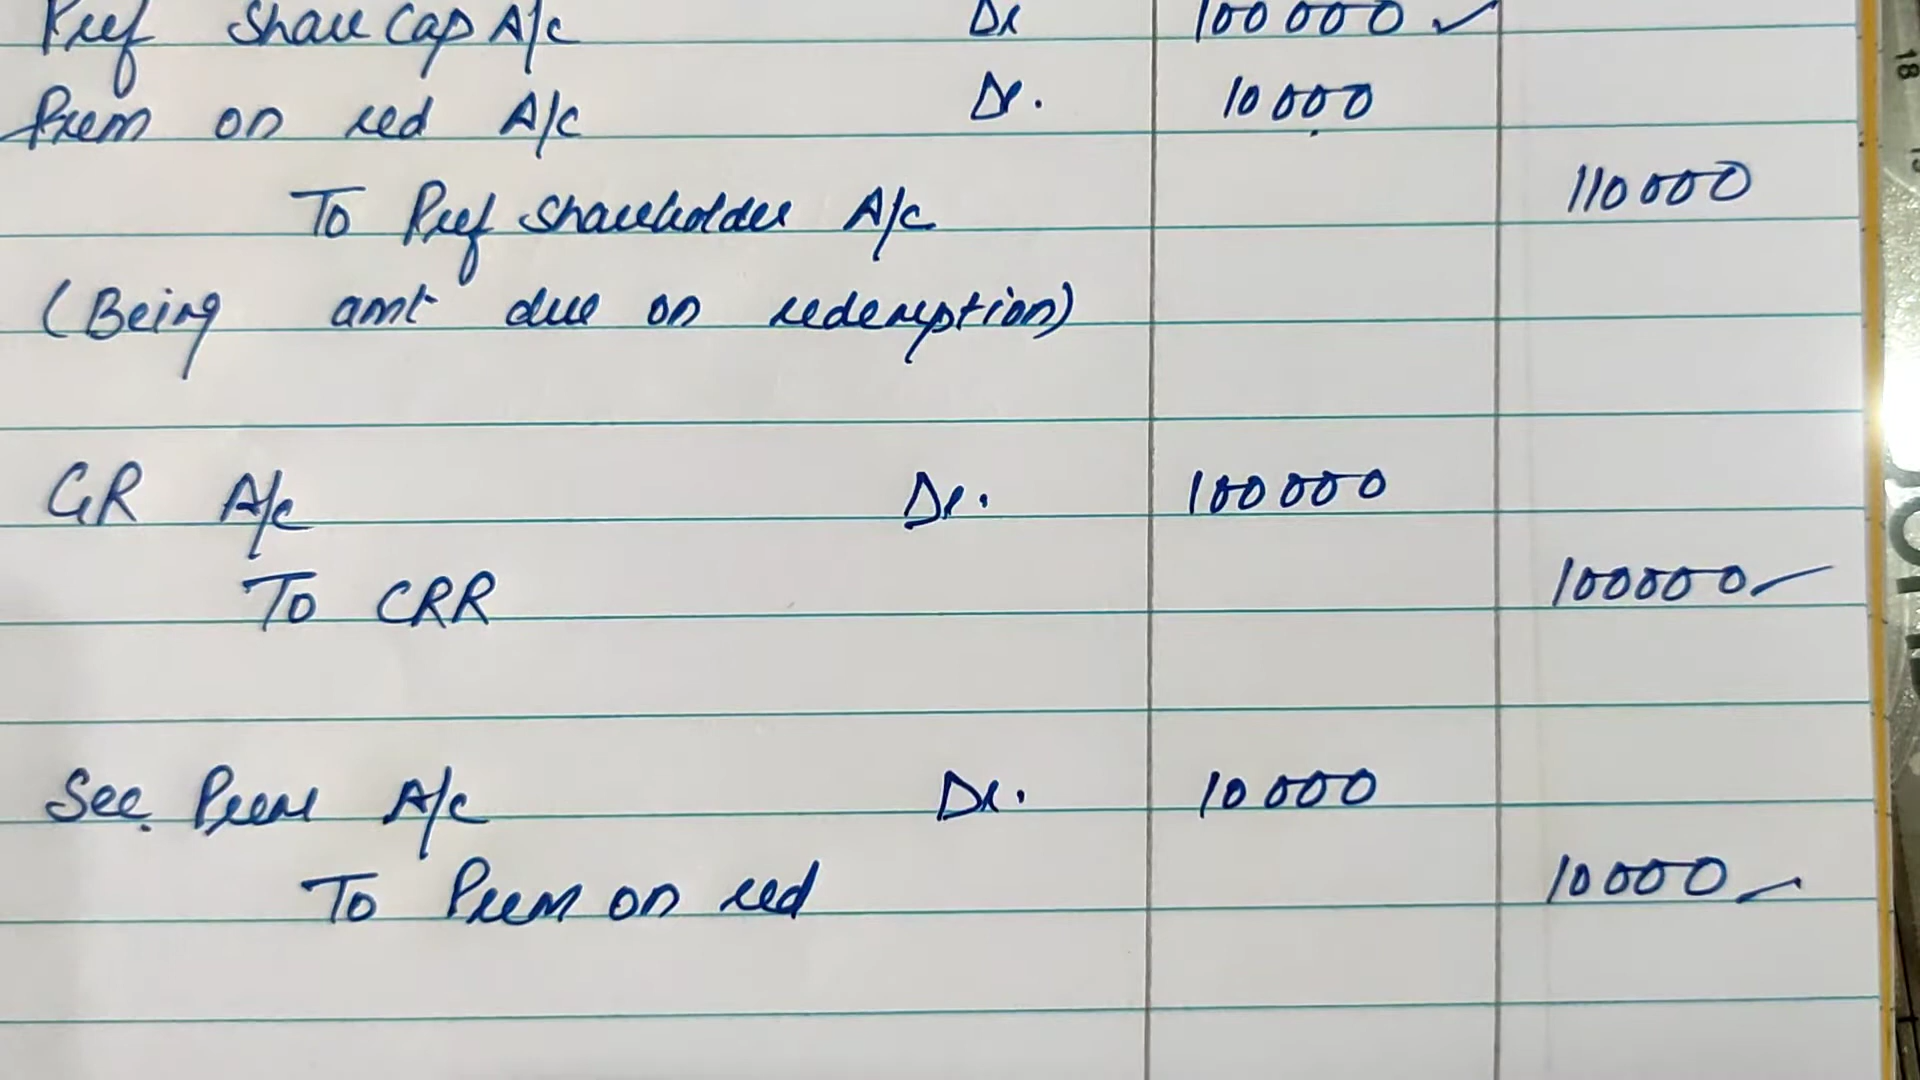 Pref Share Cap A/c Dr 100000
Prem on red A/c Dr. 10000
To Pref shareholder A/c 110000
(Being amt due on redemption)
GR A/c Dr. 100000
To CRR 100000
Sec. Prem A/c Dr. 10000
To Prem on red 10000
18